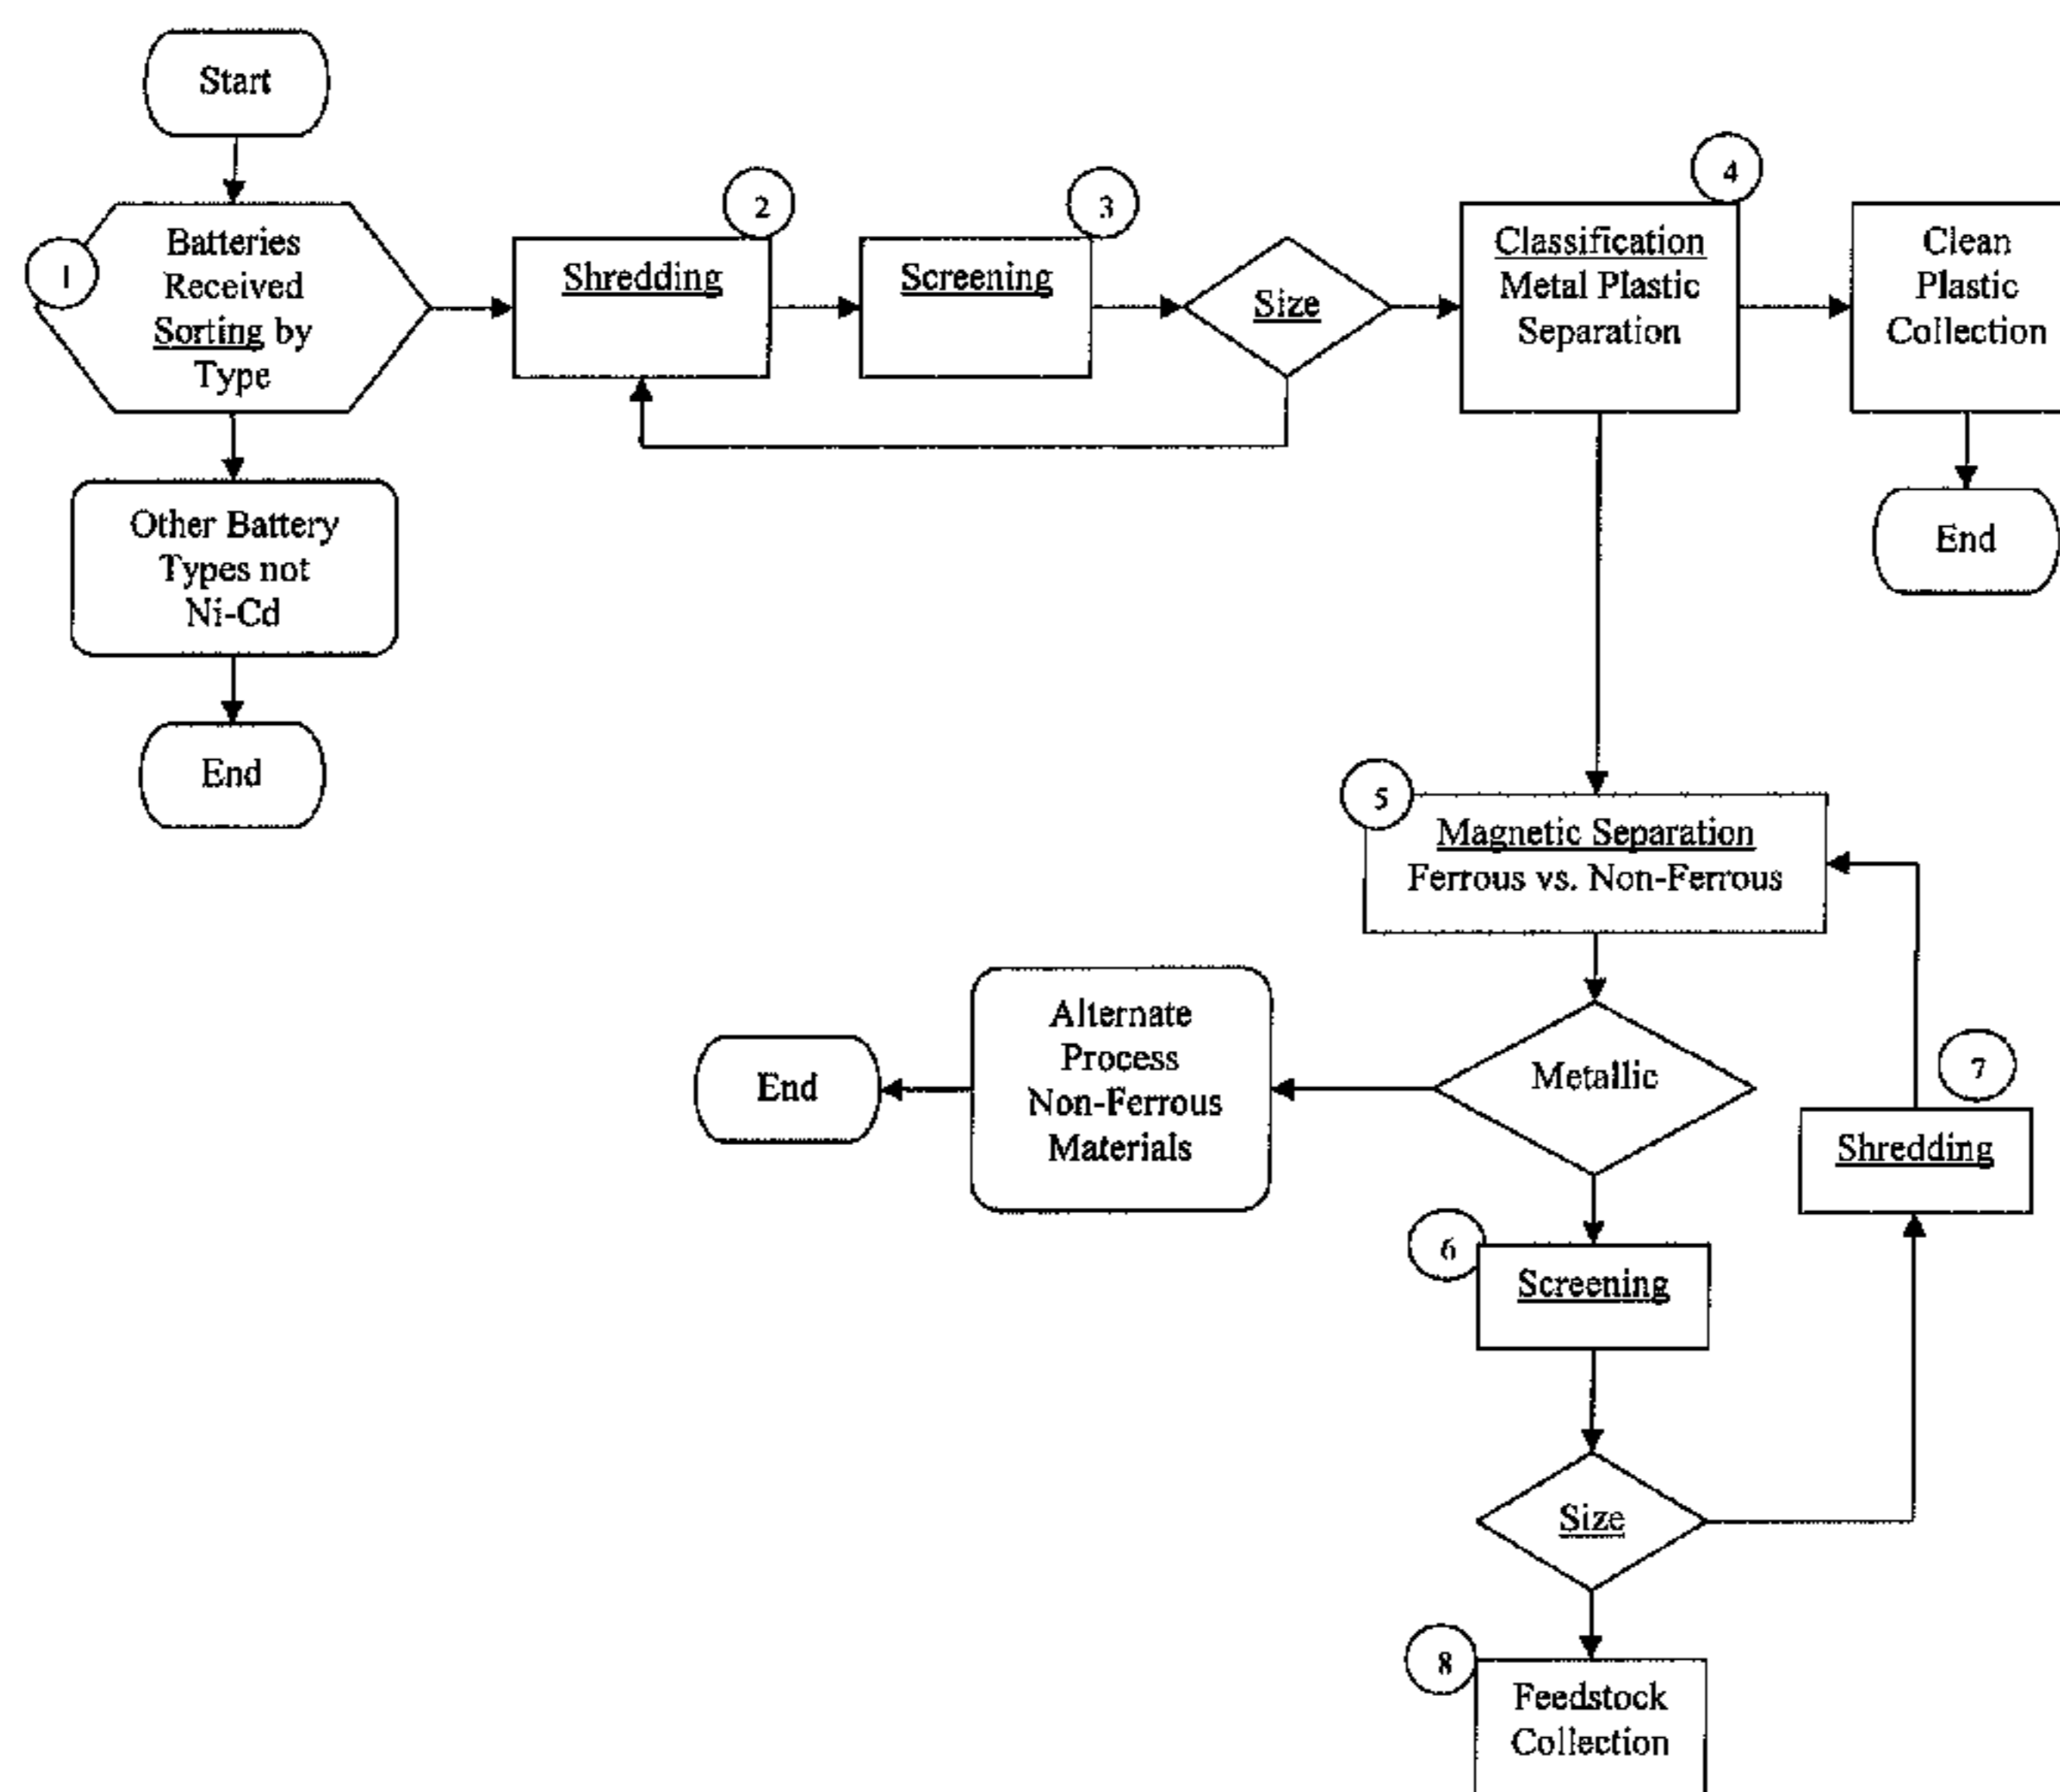 Start
1
Batteries
Received
Sorting by
Type
2
Shredding
3
Screening
Size
4
Classification
Metal Plastic
Separation
Clean
Plastic
Collection
End
Other Battery
Types not
Ni-Cd
End
5
Magnetic Separation
Ferrous vs. Non-Ferrous
Metallic
Alternate
Process
Non-Ferrous
Materials
End
7
Shredding
6
Screening
Size
8
Feedstock
Collection